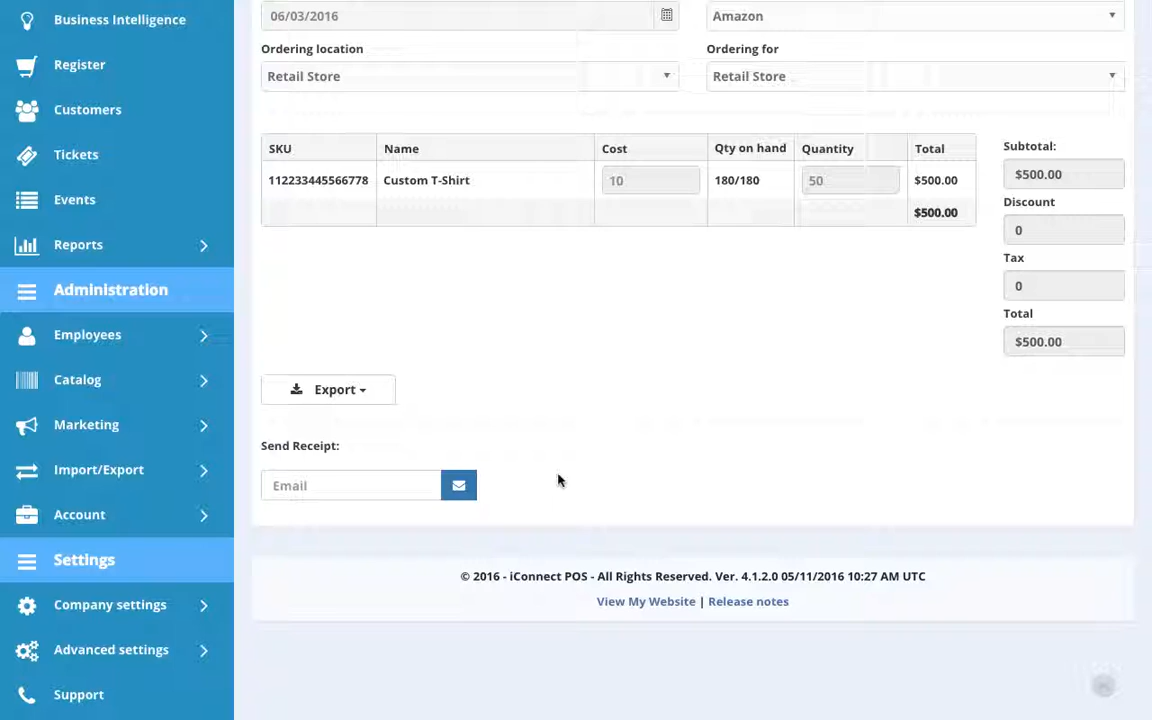 Business Intelligence
Register
Customers
Tickets
Events
Reports
Administration
Employees
Catalog
Marketing
Import/Export
Account
Settings
Company settings
Advanced settings
Support
06/03/2016
Amazon
Ordering location
Ordering for
Retail Store
Retail Store
SKU Name Cost Qty on hand Quantity Total
112233445566778 Custom T-Shirt 10 180/180 50 $500.00
$500.00
Subtotal:
$500.00
Discount
0
Tax
0
Total
$500.00
Export
Send Receipt:
Email
© 2016 - iConnect POS - All Rights Reserved. Ver. 4.1.2.0 05/11/2016 10:27 AM UTC
View My Website | Release notes